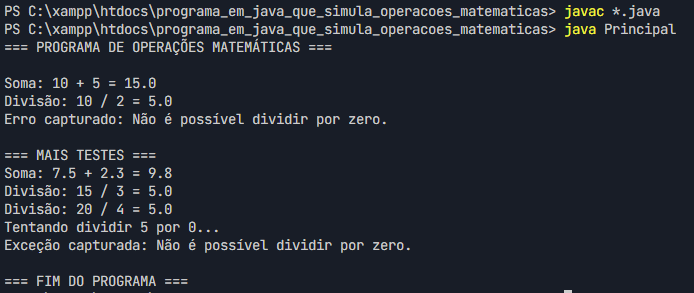 PS C:\xampp\htdocs\programa_em_java_que_simula_operacoes_matematicas> javac *.java
PS C:\xampp\htdocs\programa_em_java_que_simula_operacoes_matematicas> java Principal
=== PROGRAMA DE OPERAÇÕES MATEMÁTICAS ===
Soma: 10 + 5 = 15.0
Divisão: 10 / 2 = 5.0
Erro capturado: Não é possível dividir por zero.
=== MAIS TESTES ===
Soma: 7.5 + 2.3 = 9.8
Divisão: 15 / 3 = 5.0
Divisão: 20 / 4 = 5.0
Tentando dividir 5 por 0...
Exceção capturada: Não é possível dividir por zero.
=== FIM DO PROGRAMA ===